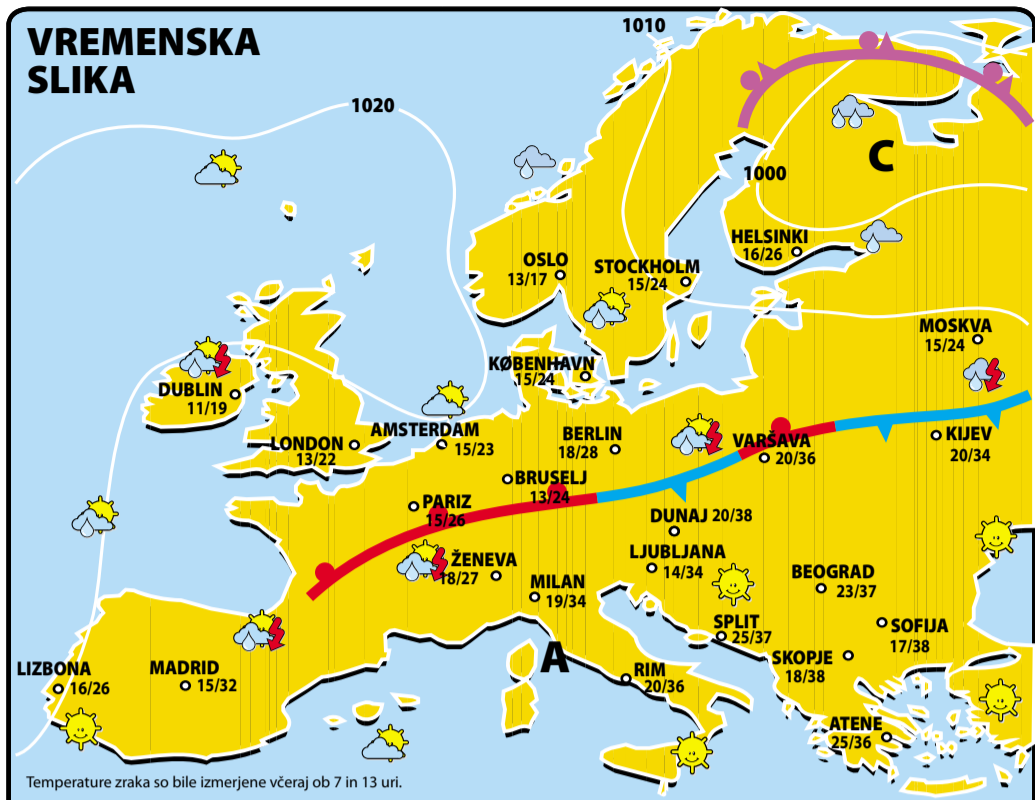 VREMENSKA
SLIKA
1010
1020
C
1000
HELSINKI
16/26
OSLO
13/17
STOCKHOLM
15/24
MOSKVA
15/24
KØBENHAVN
15/24
DUBLIN
11/19
AMSTERDAM
15/23
LONDON
13/22
BERLIN
18/28
VARŠAVA
20/36
KIJEV
20/34
BRUSELJ
13/24
PARIZ
15/26
DUNAJ 20/38
LJUBLJANA
14/34
ŽENEVA
18/27
MILAN
19/34
BEOGRAD
23/37
SPLIT
25/37
SOFIJA
17/38
SKOPJE
18/38
A
RIM
20/36
LIZBONA
16/26
MADRID
15/32
ATENE
25/36
Temperature zraka so bile izmerjene včeraj ob 7 in 13 uri.